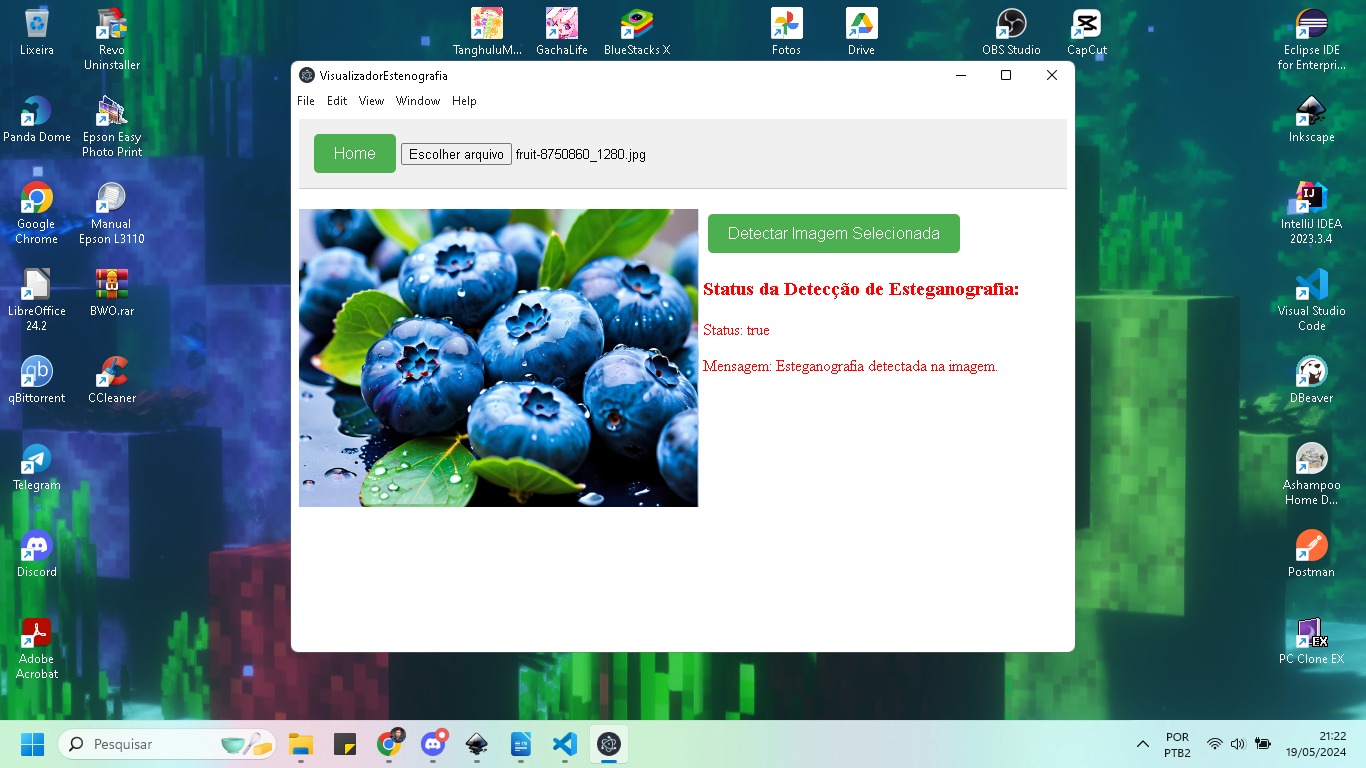 Lixeira
Revo
Uninstaller
TanghuluM...
GachaLife
BlueStacks X
Fotos
Drive
OBS Studio
CapCut
Eclipse IDE
for Enterpri...
VisualizadorEstenografia
File Edit View Window Help
Home
Escolher arquivo fruit-8750860_1280.jpg
Detectar Imagem Selecionada
Status da Detecção de Esteganografia:
Status: true
Mensagem: Esteganografia detectada na imagem.
Panda Dome
Epson Easy
Photo Print
Google
Chrome
Manual
Epson L3110
LibreOffice
24.2
BWO.rar
qb
qBittorrent
CCleaner
Telegram
Discord
Adobe
Acrobat
Inkscape
IJ
IntelliJ IDEA
2023.3.4
Visual Studio
Code
DBeaver
Ashampoo
Home D...
Postman
EX
PC Clone EX
Pesquisar
POR
PTB2
21:22
19/05/2024